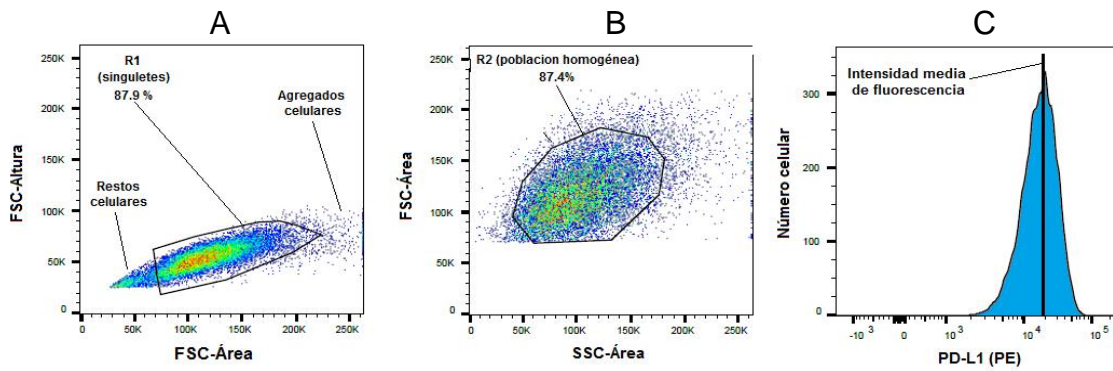 A
R1
(singuletes)
87.9 %
Agregados
celulares
Restos
celulares
FSC-Altura
250K
200K
150K
100K
50K
0
0 50K 100K 150K 200K 250K
FSC-Área
B
R2 (poblacion homogénea)
87.4%
FSC-Área
250K
200K
150K
100K
50K
0
0 50K 100K 150K 200K 250K
SSC-Área
C
Intensidad media
de fluorescencia
Número celular
300
200
100
0
-10 3 0 10 3 10 4 10 5
PD-L1 (PE)